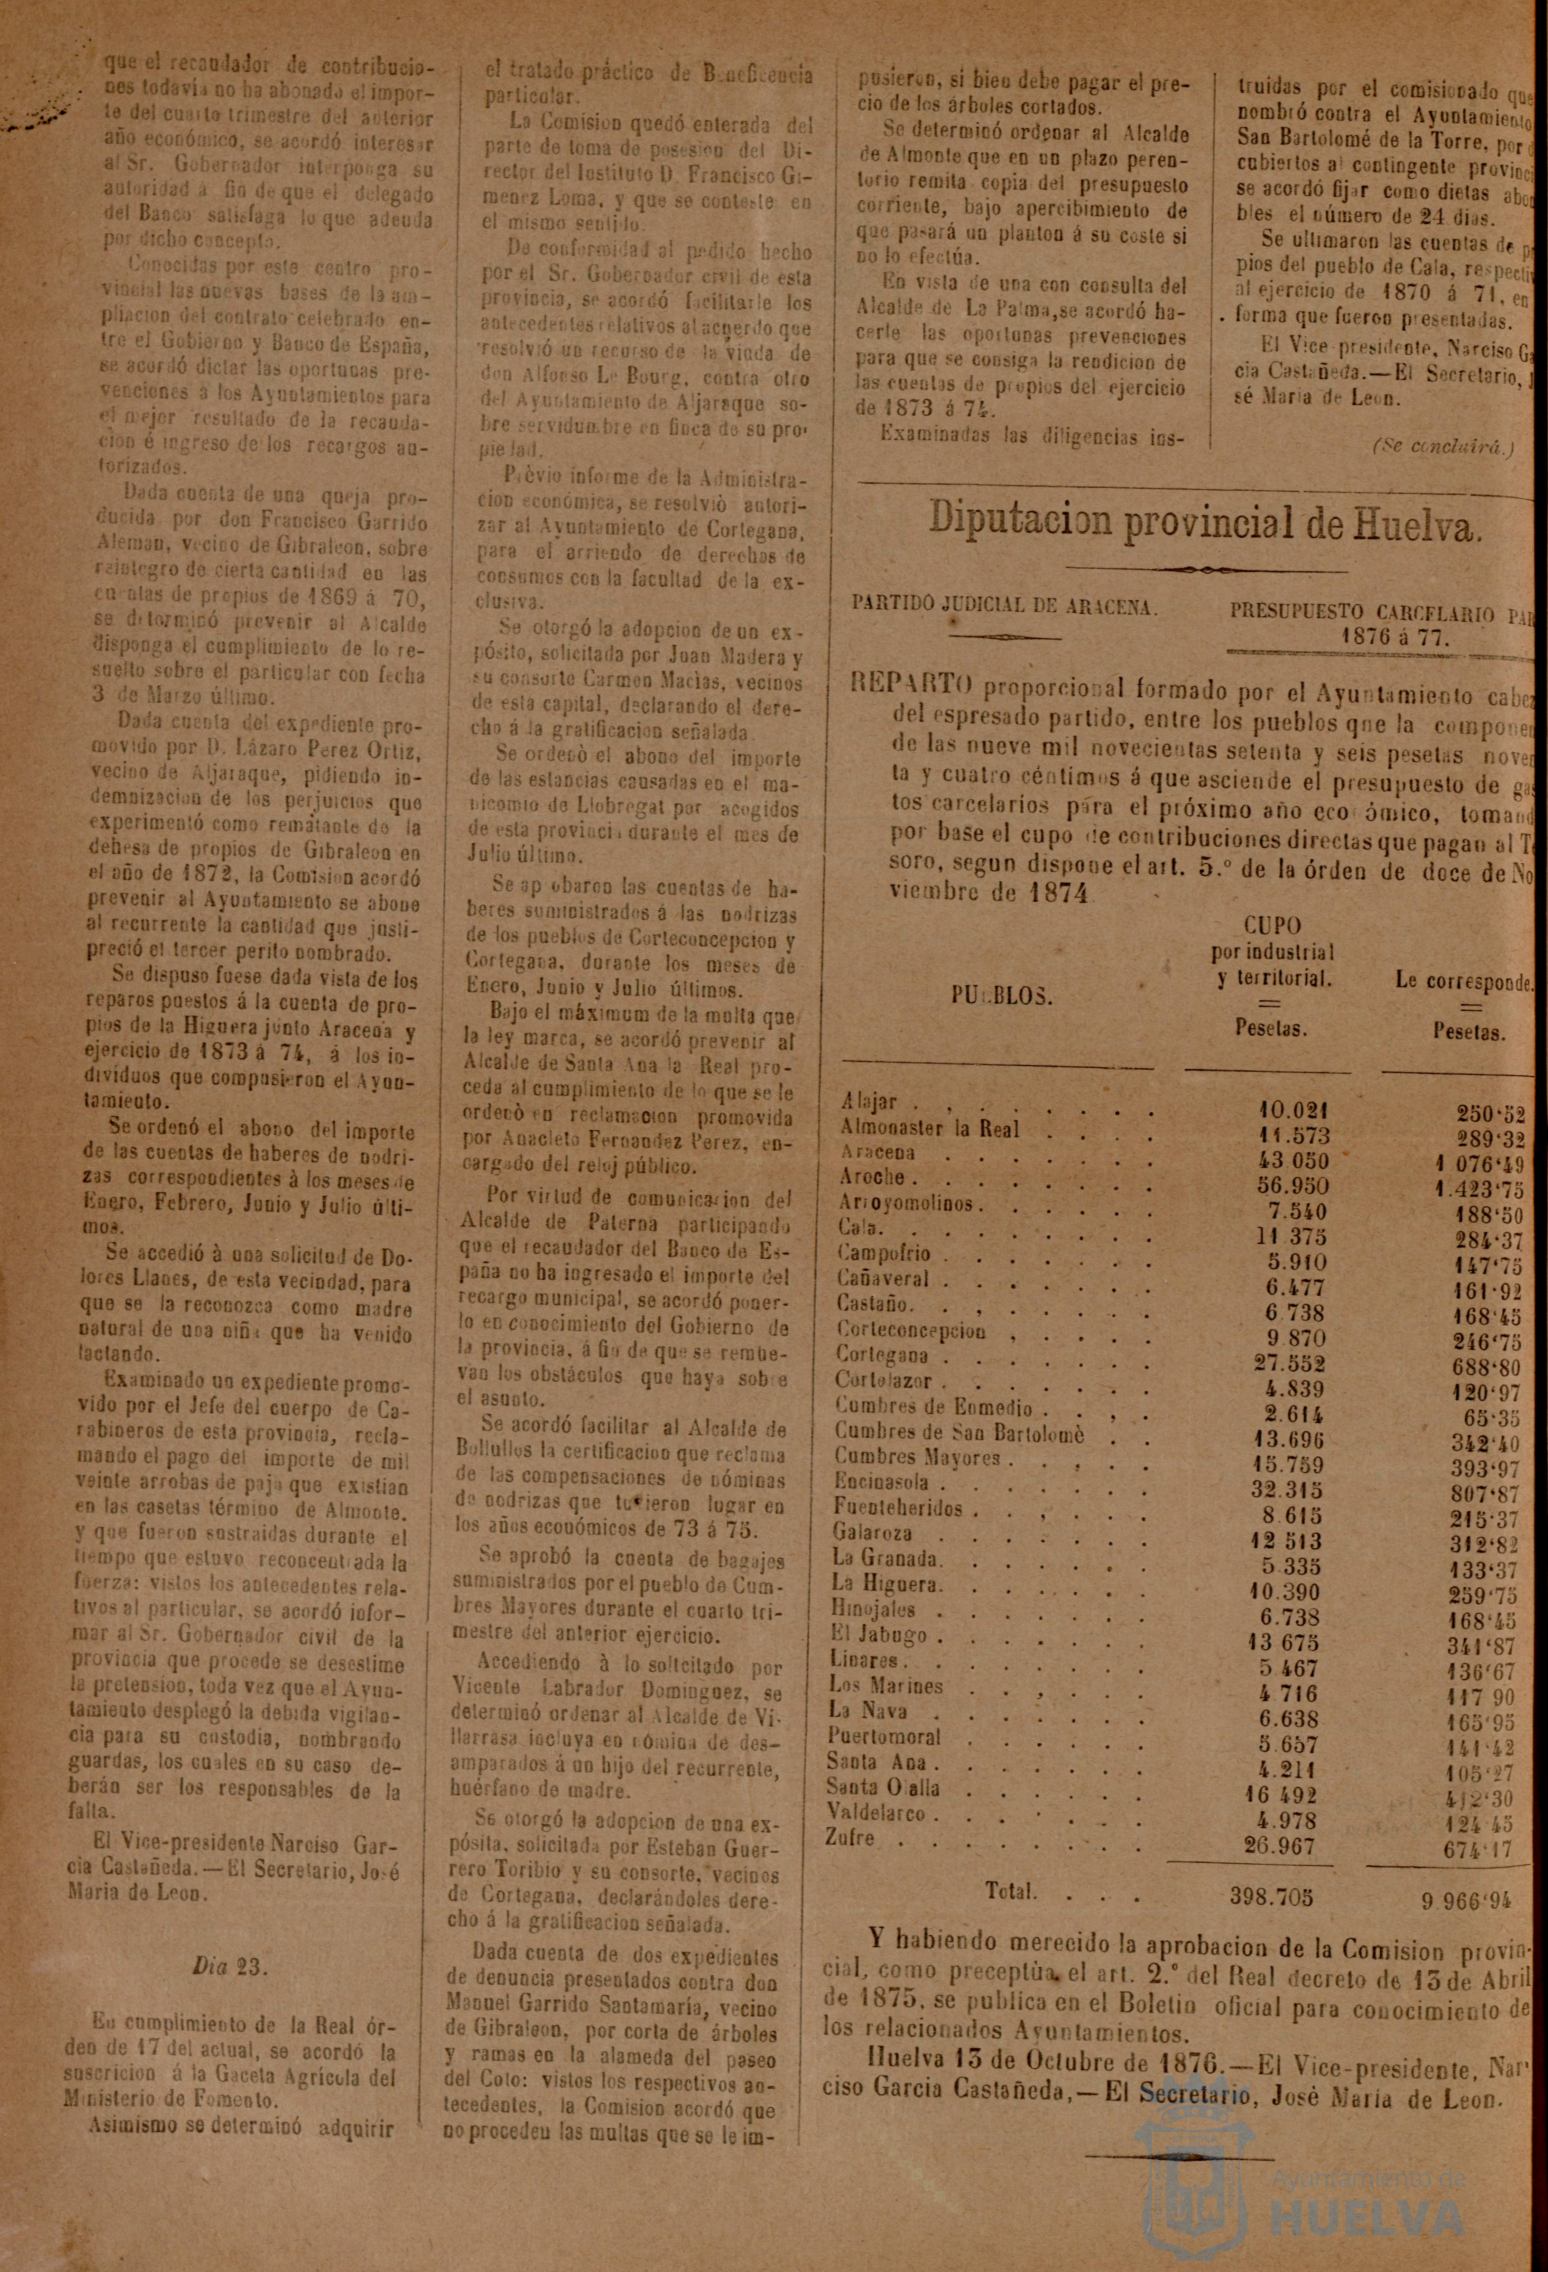 que el recaudador de contribucio-
nes todavia no ha abonado el impor-
te del cuarto trimestre del anterior
año económico, se acordó interesar
al Sr. Gobernador interponga su
autoridad á fin de que el delegado
del Banco salisfaga lo que adeuda
por dicho concepto.
Conocidas por este centro pro-
vincial las nuevas bases de la am-
pliacion del contrato celebrado en-
tre el Gobierno y Banco de España,
se acordó dictar las oportunas pre-
venciones á los Ayuntamientos para
el mejor resultado de la recauda-
cion é ingreso de los recargos au-
torizados.
Dada cuenta de una queja pro-
ducida por don Francisco Garrido
Aleman, vecino de Gibraleon, sobre
reintegro de cierta cantidad en las
cuentas de propios de 1869 á 70,
se determinó prevenir al Alcalde
disponga el cumplimiento de lo re-
suelto sobre el particular con fecha
3 de Marzo último.
Dada cuenta del expediente pro-
movido por D. Lázaro Perez Ortiz,
vecino de Aljaraque, pidiendo in-
demnizacion de los perjuicios que
experimentó como rematante de la
dehesa de propios de Gibraleon en
el año de 1872, la Comision acordó
prevenir al Ayuntamiento se abone
al recurrente la cantidad que justi-
preció el tercer perito nombrado.
Se dispuso fuese dada vista de los
reparos puestos á la cuenta de pro-
pios de la Higuera junto Aracena y
ejercicio de 1873 á 74, á los in-
dividuos que compusieron el Ayun-
tamiento.
Se ordenó el abono del importe
de las cuentas de haberes de nodri-
zas correspondientes à los meses de
Enero, Febrero, Junio y Julio últi-
mos.
Se accedió à una solicitud de Do-
lores Llanes, de esta vecindad, para
que se la reconozca como madre
natural de una niña que ha venido
lactando.
Examinado un expediente promo-
vido por el Jefe del cuerpo de Ca-
rabineros de esta provincia, recla-
mando el pago del importe de mil
veinte arrobas de paja que existian
en las casetas término de Almonte,
y que fueron sustraidas durante el
tiempo que estuvo reconcentrada la
fuerza: vistos los antecedentes rela-
tivos al particular, se acordó infor-
mar al Sr. Gobernador civil de la
provincia que procede se desestime
la pretension, toda vez que el Ayun-
tamiento desplegó la debida vigilan-
cia para su custodia, nombrando
guardas, los cuales en su caso de-
berán ser los responsables de la
falta.
El Vice-presidente Narciso Gar-
cia Castañeda.—El Secretario, José
Maria de Leon.
Dia 23.
En cumplimiento de la Real ór-
den de 17 del actual, se acordó la
suscricion á la Gaceta Agricola del
Ministerio de Fomento.
Asimismo se determinó adquirir
el tratado práctico de Beneficencia
particular.
La Comision quedó enterada del
parte de toma de posesion del Di-
rector del Instituto D. Francisco Gi-
menez Loma, y que se conteste en
el mismo sentido.
De conformidad al pedido hecho
por el Sr. Gobernador civil de esta
provincia, se acordó facilitarle los
antecedentes relativos al acuerdo que
resolvió un recurso de la viuda de
don Alfonso Le Bourg, contra otro
del Ayuntamiento de Aljaraque so-
bre servidumbre en finca de su pro-
piedad.
Prèvio informe de la Administra-
cion económica, se resolviò autori-
zar al Ayuntamiento de Cortegana,
para el arriendo de derechos de
consumos con la facultad de la ex-
clusiva.
Se otorgó la adopcion de un ex-
pósito, solicitada por Juan Madera y
su consorte Carmen Macias, vecinos
de esta capital, declarando el dere-
cho á la gratificacion señalada.
Se ordenò el abono del importe
de las estancias causadas en el ma-
nicomio de Llobregat por acogidos
de esta provincia durante el mes de
Julio último.
Se aprobaron las cuentas de ha-
beres suministrados á las nodrizas
de los pueblos de Corteconcepcion y
Cortegana, durante los meses de
Enero, Junio y Julio últimos.
Bajo el máximum de la multa que
la ley marca, se acordó prevenir al
Alcalde de Santa Ana la Real pro-
ceda al cumplimiento de lo que se le
ordenò en reclamacion promovida
por Anacleto Fernandez Perez, en-
cargado del reloj público.
Por virtud de comunicacion del
Alcalde de Paterna participando
que el recaudador del Banco de Es-
paña no ha ingresado el importe del
recargo municipal, se acordó poner-
lo en conocimiento del Gobierno de
la provincia, á fin de que se remue-
van los obstáculos que haya sobre
el asunto.
Se acordó facilitar al Alcalde de
Bollullos la certificacion que reclama
de las compensaciones de nóminas
de nodrizas que tuvieron lugar en
los años económicos de 73 á 75.
Se aprobó la cuenta de bagajes
suministrados por el pueblo de Cum-
bres Mayores durante el cuarto tri-
mestre del anterior ejercicio.
Accediendo à lo solicitado por
Vicente Labrador Dominguez, se
determinó ordenar al Alcalde de Vi-
llarrasa incluya en nómina de des-
amparados á un hijo del recurrente,
huérfano de madre.
Se otorgó la adopcion de una ex-
pósita, solicitada por Esteban Guer-
rero Toribio y su consorte, vecinos
de Cortegana, declarándoles dere-
cho á la gratificacion señalada.
Dada cuenta de dos expedientes
de denuncia presentados contra don
Manuel Garrido Santamaría, vecino
de Gibraleon, por corta de árboles
y ramas en la alameda del paseo
del Coto: vistos los respectivos an-
tecedentes, la Comision acordó que
no proceden las multas que se le im-
pusieron, si bien debe pagar el pre-
cio de los árboles cortados.
Se determinó ordenar al Alcalde
de Almonte que en un plazo peren-
torio remita copia del presupuesto
corriente, bajo apercibimiento de
que pasará un planton á su coste si
no lo efectúa.
En vista de una con consulta del
Alcalde de La Palma, se acordó ha-
cerle las oportunas prevenciones
para que se consiga la rendicion de
las cuentas de propios del ejercicio
de 1873 á 74.
Examinadas las diligencias ins-
truidas por el comisionado que
nombró contra el Ayuntamiento
San Bartolomé de la Torre, por
cubiertos al contingente provinci
se acordó fijar como dietas abon
bles el número de 24 dias.
Se ultimaron las cuentas de p
pios del pueblo de Cala, respectiv
al ejercicio de 1870 á 71, en
forma que fueron presentadas.
El Vice presidente, Narciso Ga
cia Castañeda.—El Secretario, J
sé Maria de Leon.
(Se concluirá.)
Diputacion provincial de Huelva.
PARTIDO JUDICIAL DE ARACENA.
PRESUPUESTO CARCELARIO PAR
1876 á 77.
REPARTO proporcional formado por el Ayuntamiento cabez
del espresado partido, entre los pueblos qne la componen
de las nueve mil novecientas setenta y seis pesetas noven
ta y cuatro céntimos á que asciende el presupuesto de gas
tos carcelarios para el próximo año económico, tomand
por base el cupo de contribuciones directas que pagan al Te
soro, segun dispone el art. 5.º de la órden de doce de No
viembre de 1874.
PUEBLOS.
CUPO
por industrial
y territorial.
Pesetas.
Le corresponde.
Pesetas.
Alajar . . . . . . . . 10.021 250‘52
Almonaster la Real . . . . 11.573 289‘32
Aracena . . . . . . . 43 050 1 076‘49
Aroche . . . . . . . . 56.950 1.423‘75
Arroyomolinos . . . . . . 7.540 188‘50
Cala. . . . . . . . . 11 375 284‘37
Campofrio . . . . . . . 5.910 147‘75
Cañaveral . . . . . . . 6.477 161‘92
Castaño. . . . . . . . 6 738 168‘45
Corteconcepcion , . . . . 9 870 246‘75
Cortegana . . . . . . . 27.552 688‘80
Cortelazor . . . . . . . 4.839 120‘97
Cumbres de Enmedio . . , . 2.614 65‘35
Cumbres de San Bartolomè . . 13.696 342‘40
Cumbres Mayores . . . . . 15.759 393‘97
Encinasola . . . . . . . 32.315 807‘87
Fuenteheridos . . . . . . 8.615 215‘37
Galaroza . . . . . . . 12 513 312‘82
La Granada. . . . . . . 5.335 133‘37
La Higuera. . . . . . . 10.390 259‘75
Hinojales . . . . . . . 6.738 168‘45
El Jabugo . . . . . . . 13 675 341‘87
Linares . . . . . . . . 5 467 136‘67
Los Marines . . . . . . 4 716 117 90
La Nava . . . . . . . 6.638 165‘95
Puertomoral . . . . . . 5.657 141‘42
Santa Ana . . . . . . . 4.211 105‘27
Santa Olalla . . . . . . 16 492 412‘30
Valdelarco . . . . . . . 4.978 124 45
Zufre . . . . . . . . 26.967 674‘17
Total. . . . 398.705 9 966‘94
Y habiendo merecido la aprobacion de la Comision provin-
cial, como preceptùa el art. 2.º del Real decreto de 13 de Abril
de 1875, se publica en el Boletin oficial para conocimiento de
los relacionados Ayuntamientos.
Huelva 13 de Octubre de 1876.—El Vice-presidente, Nar
ciso Garcia Castañeda,—El Secretario, José Maria de Leon.
Ayuntamiento de
HUELVA